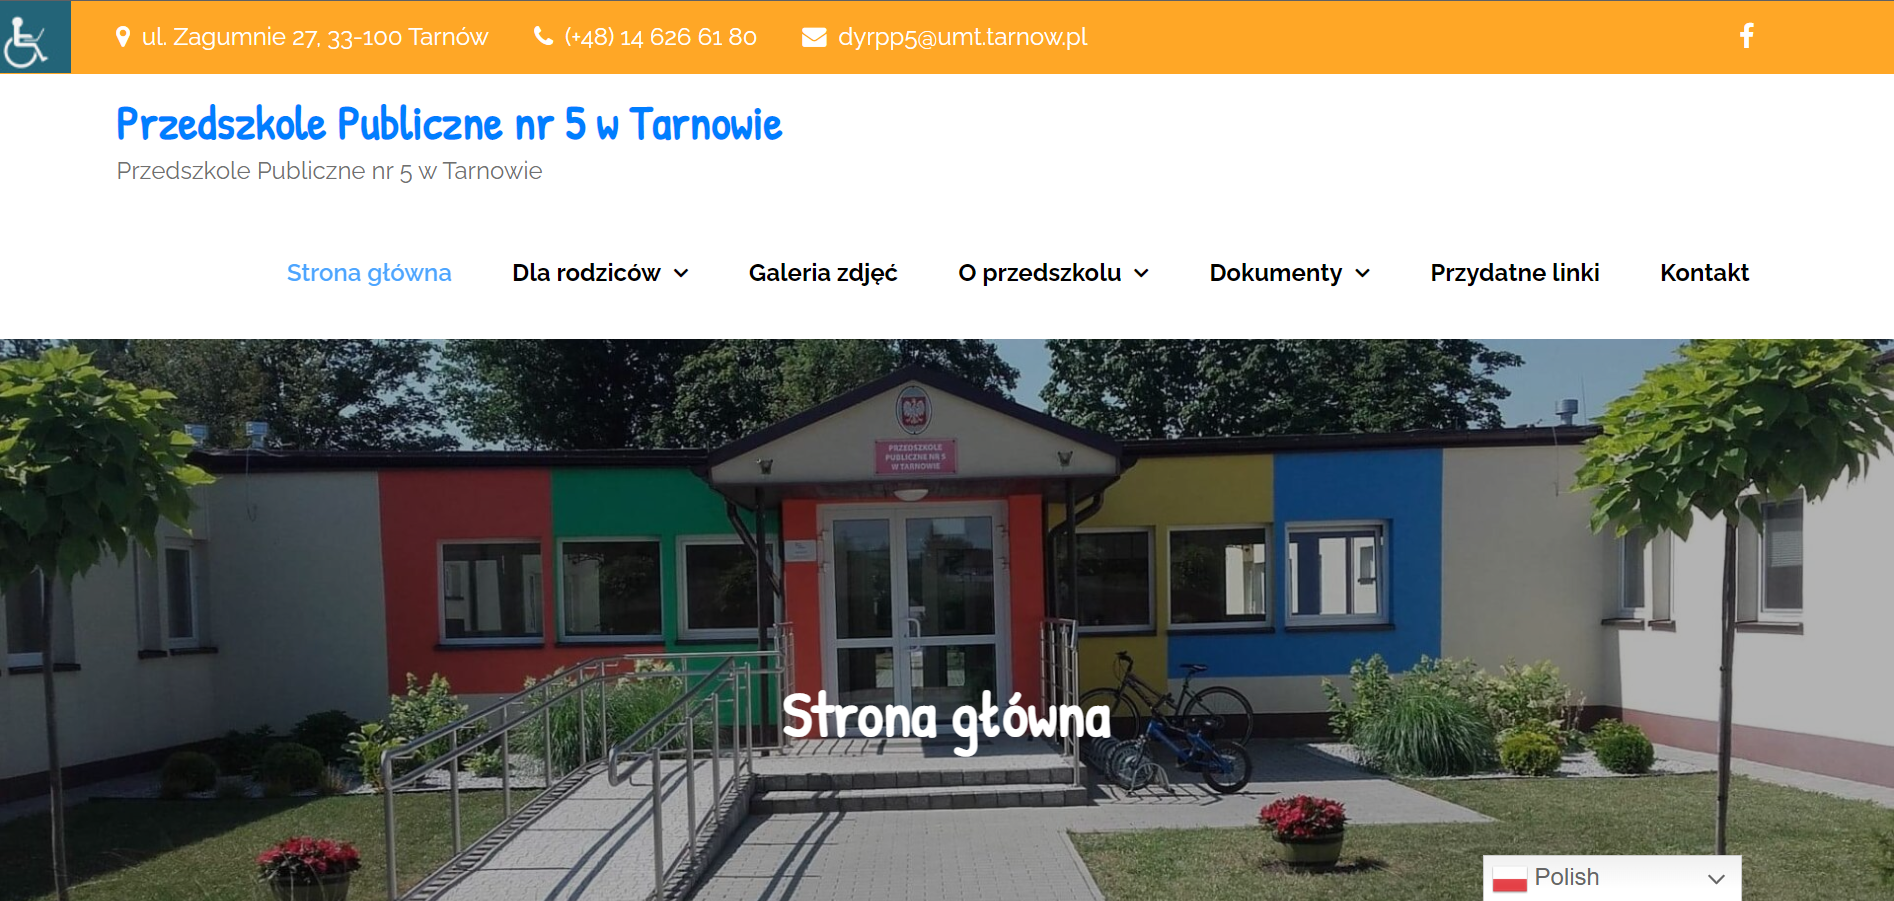 ul. Zagumnie 27, 33-100 Tarnów (+48) 14 626 61 80 dyrpp5@umt.tarnow.pl
Przedszkole Publiczne nr 5 w Tarnowie
Przedszkole Publiczne nr 5 w Tarnowie
Strona główna Dla rodziców Galeria zdjęć O przedszkolu Dokumenty Przydatne linki Kontakt
PRZEDSZKOLE
PUBLICZNE NR 5
W TARNOWIE
Strona główna
Polish